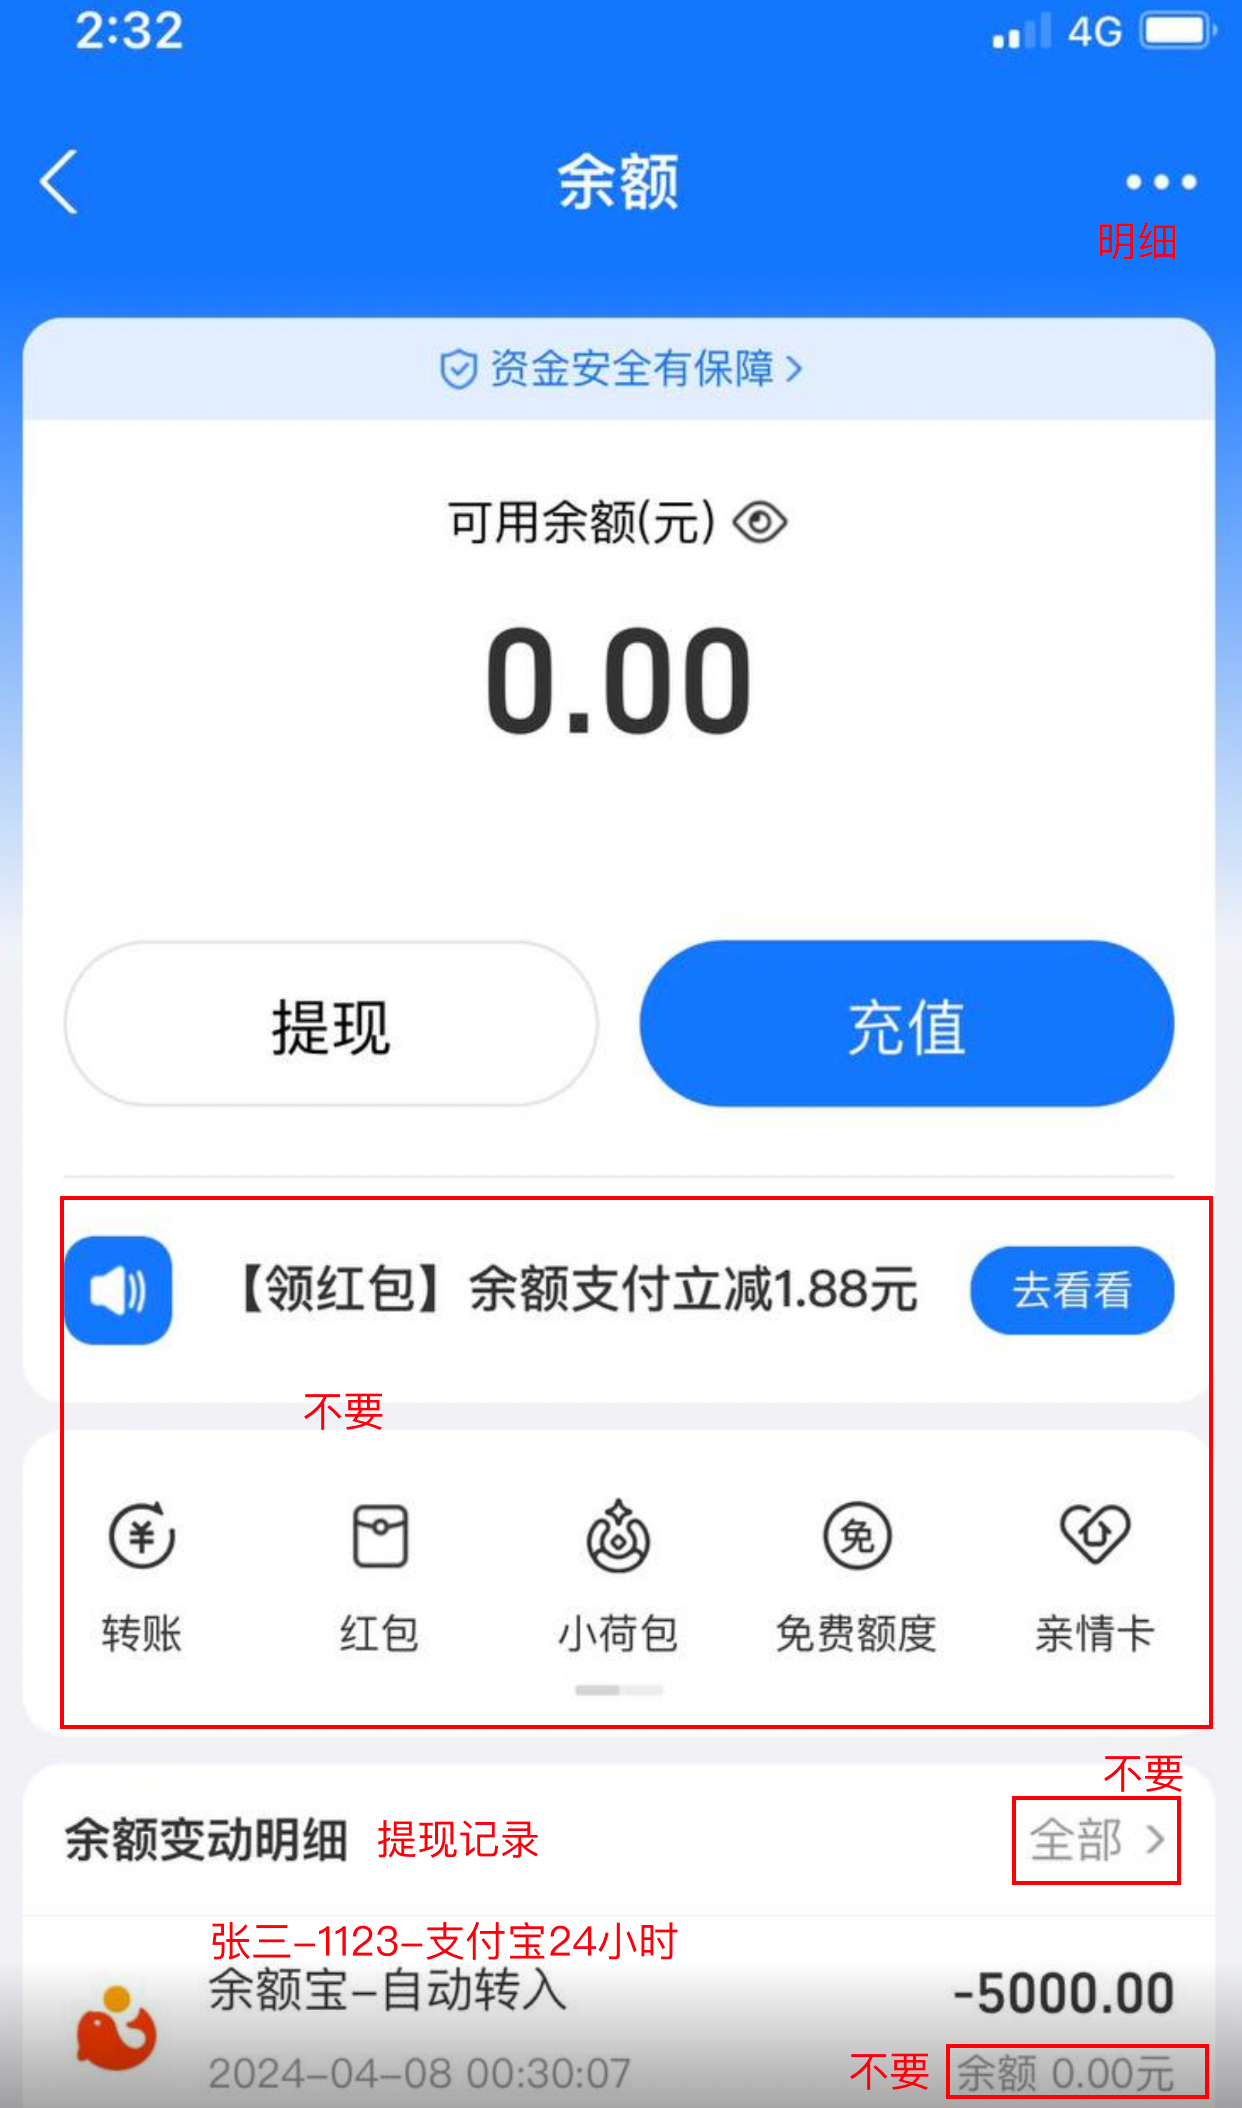 2:32 4G
余额
明细
资金安全有保障
可用余额(元)
0.00
提现 充值
【领红包】余额支付立减1.88元 去看看
不要
转账 红包 小荷包 免费额度 亲情卡
不要
余额变动明细 提现记录 全部
张三-1123-支付宝24小时
余额宝-自动转入 -5000.00
2024-04-08 00:30:07 不要 余额 0.00元